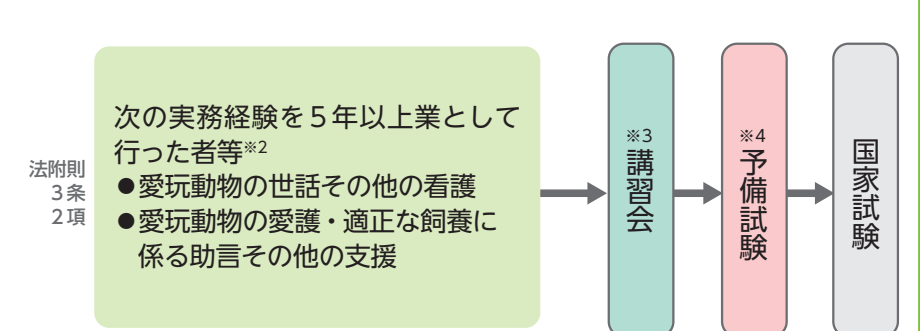 法附則
3条
2項
次の実務経験を5年以上業として
行った者等※2
●愛玩動物の世話その他の看護
●愛玩動物の愛護・適正な飼養に
係る助言その他の支援
※3
講習会
※4
予備試験
国家試験